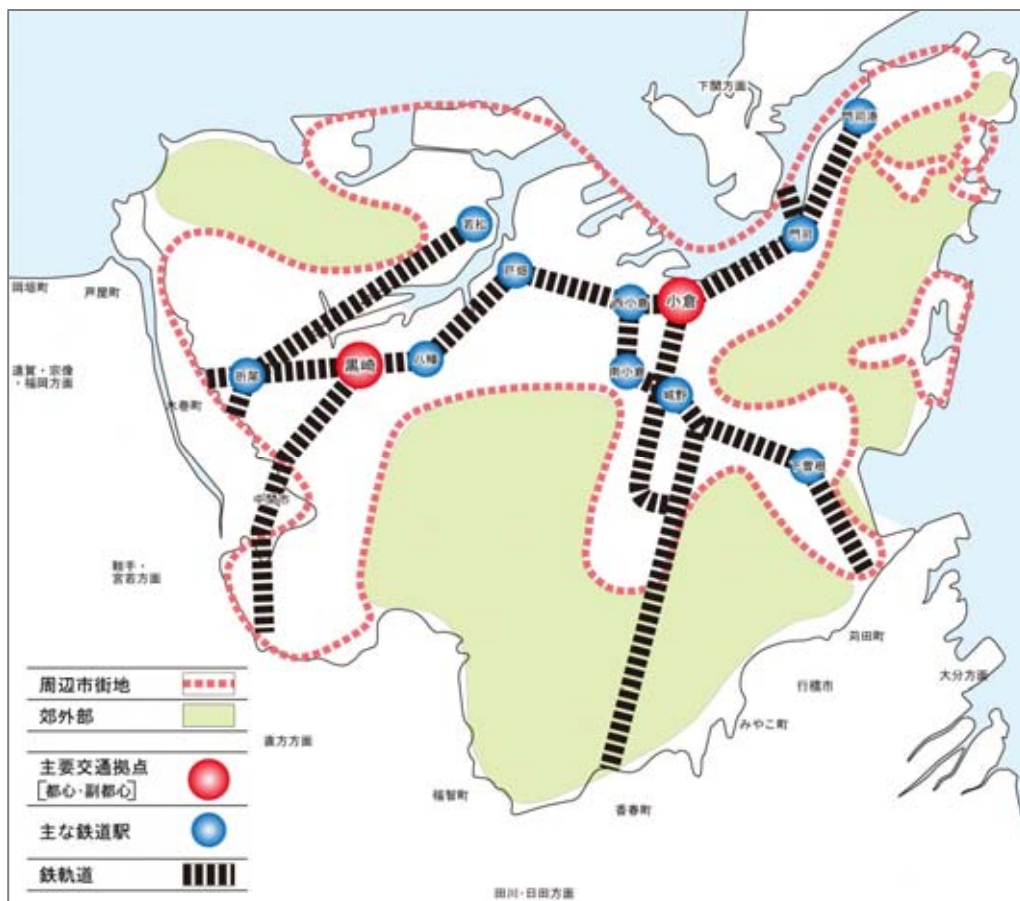 下関方面
門司港
門司
若松
戸畑
西小倉
小倉
岡垣町
芦屋町
黒崎
八幡
南小倉
遠賀・宗像
・福岡方面
折尾
水巻町
城野
下曽根
中間市
鞍手・
宮若方面
苅田町
周辺市街地
大分方面
行橋市
郊外部
みやこ町
直方方面
主要交通拠点
[都心・副都心]
福智町
香春町
主な鉄道駅
鉄軌道
田川・日田方面